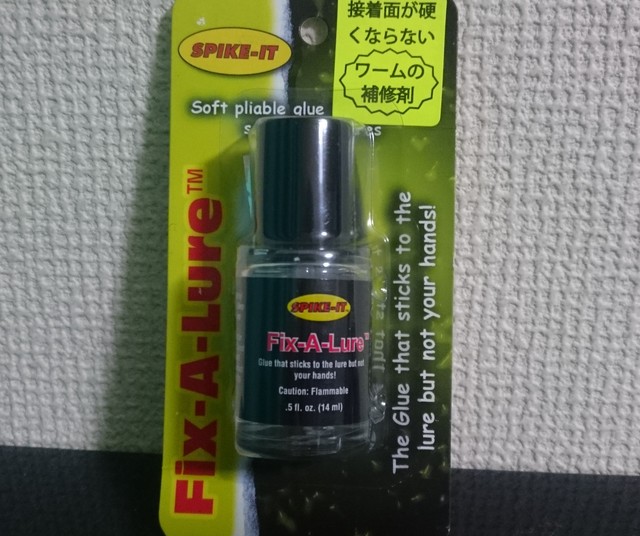 SPIKE-IT
接着面が硬
くならない
ワームの
補修剤
Soft pliable glue
Fix-A-Lure™
The Glue that sticks to the
lure but not your hands!
SPIKE-IT
Fix-A-Lure™
Glue that sticks to the lure but not
your hands!
Caution: Flammable
.5 fl. oz. (14 ml)